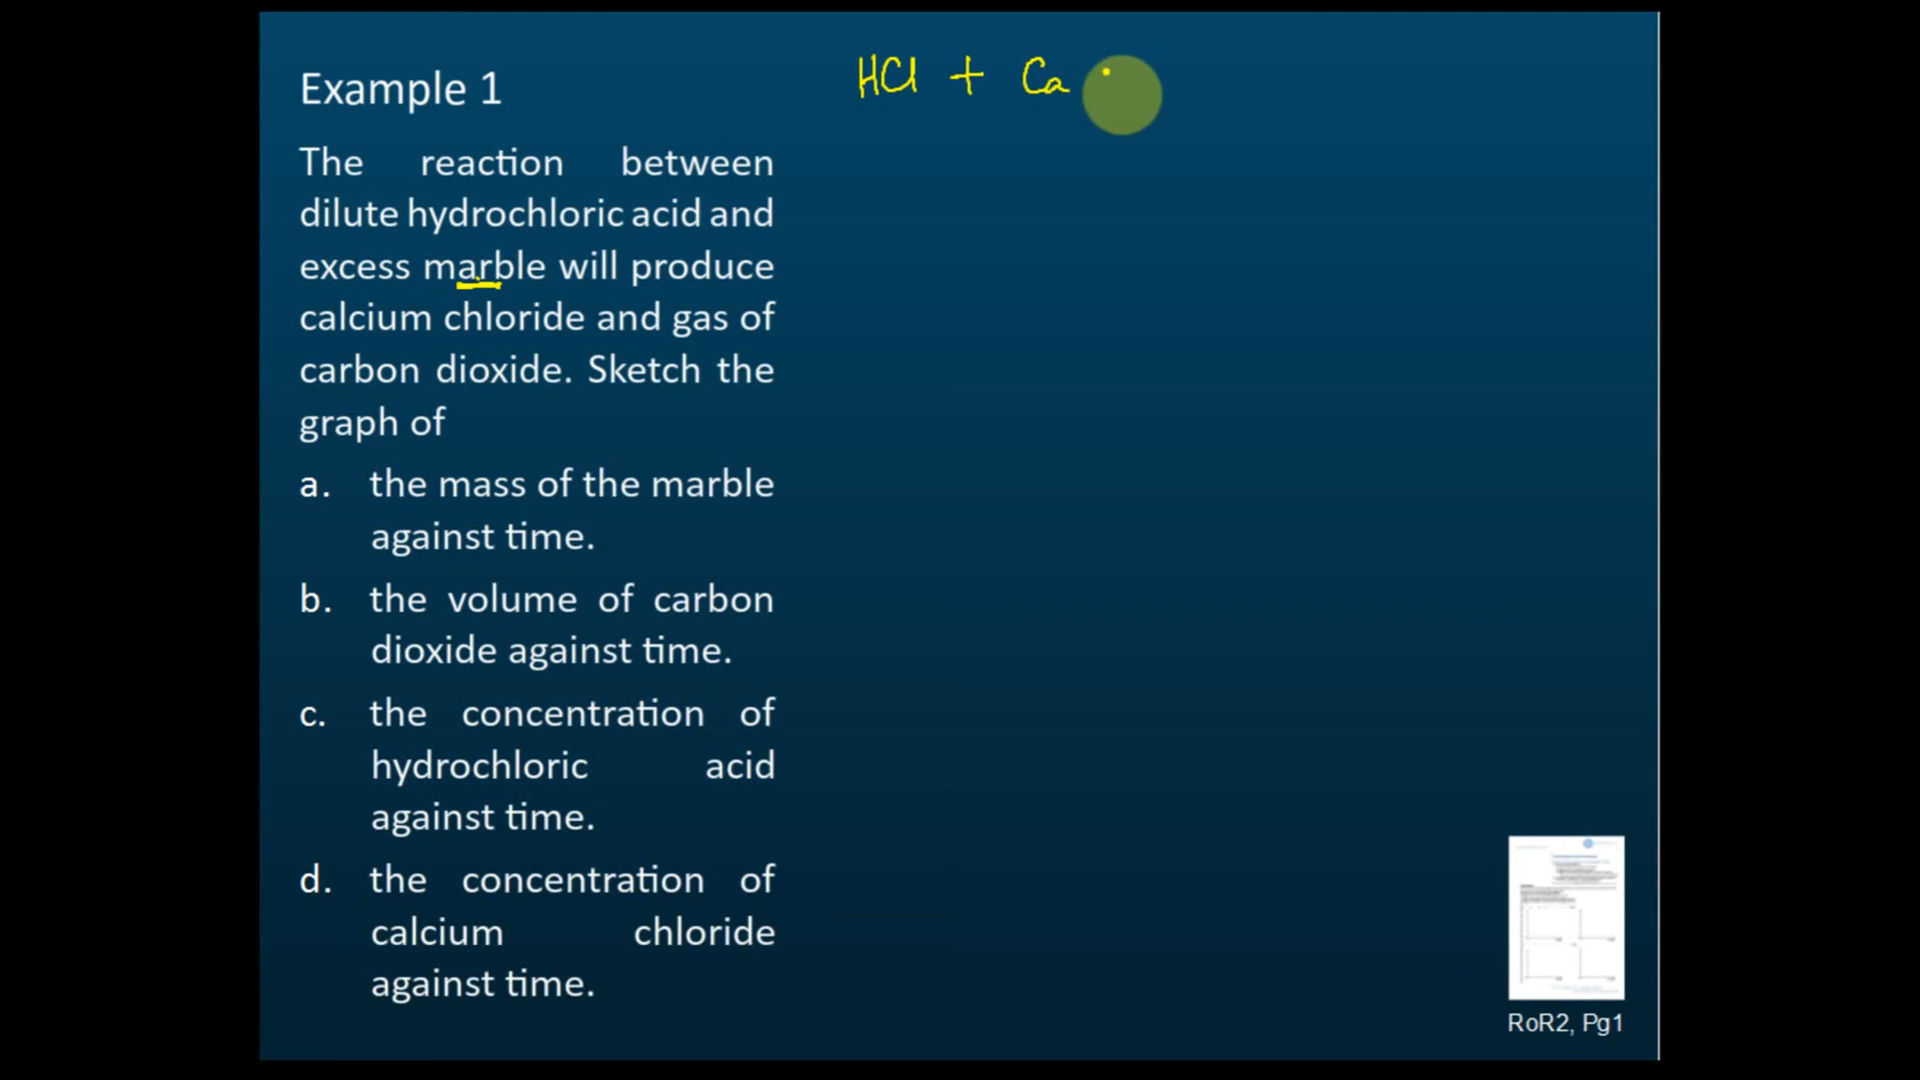 Example 1
HCl + Ca
The reaction between
dilute hydrochloric acid and
excess marble will produce
calcium chloride and gas of
carbon dioxide. Sketch the
graph of
a. the mass of the marble
against time.
b. the volume of carbon
dioxide against time.
c. the concentration of
hydrochloric acid
against time.
d. the concentration of
calcium chloride
against time.
RoR2, Pg1